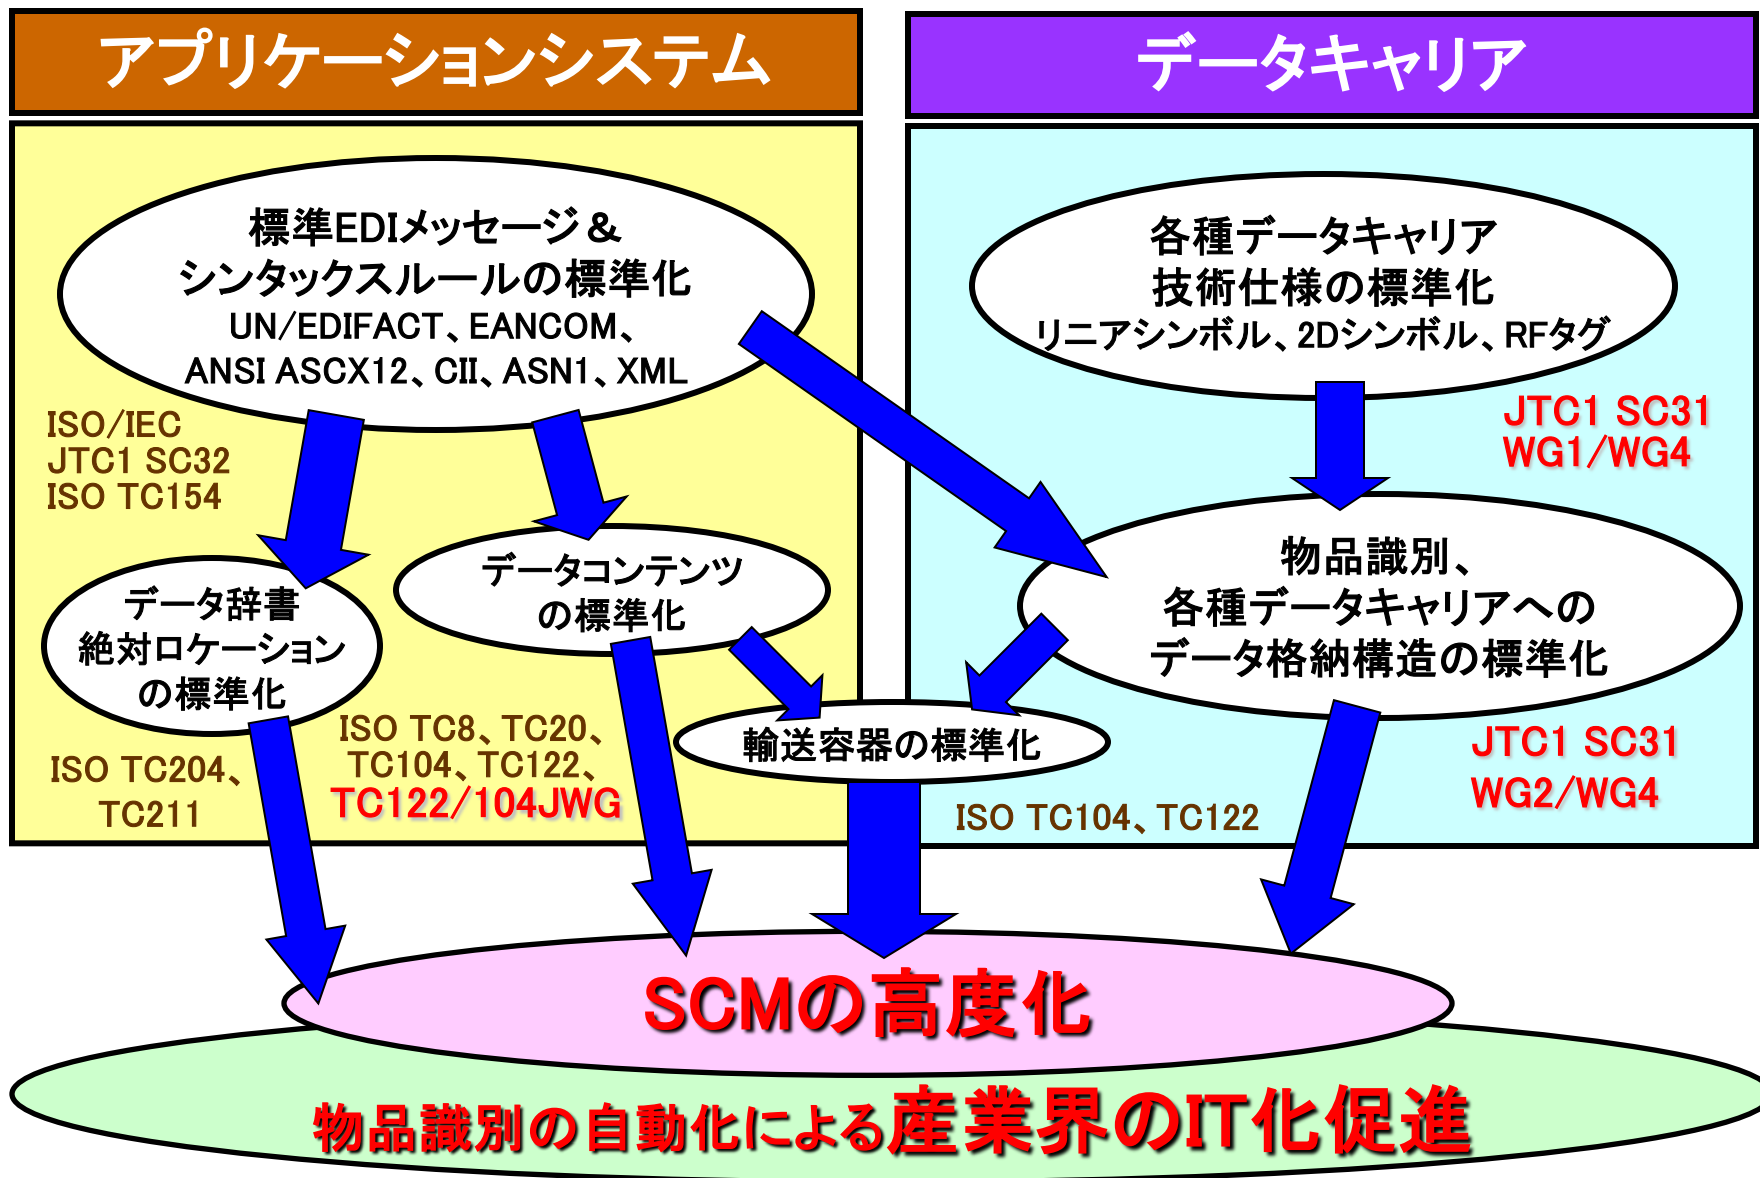 アプリケーションシステム
データキャリア
標準EDIメッセージ＆
シンタックスルールの標準化
UN/EDIFACT、EANCOM、
ANSI ASCX12、CII、ASN1、XML
各種データキャリア
技術仕様の標準化
リニアシンボル、2Dシンボル、RFタグ
ISO/IEC
JTC1 SC32
ISO TC154
JTC1 SC31
WG1/WG4
データ辞書
絶対ロケーション
の標準化
データコンテンツ
の標準化
物品識別、
各種データキャリアへの
データ格納構造の標準化
輸送容器の標準化
ISO TC204、
TC211
ISO TC8、TC20、
TC104、TC122、
TC122/104JWG
ISO TC104、TC122
JTC1 SC31
WG2/WG4
SCMの高度化
物品識別の自動化による産業界のIT化促進